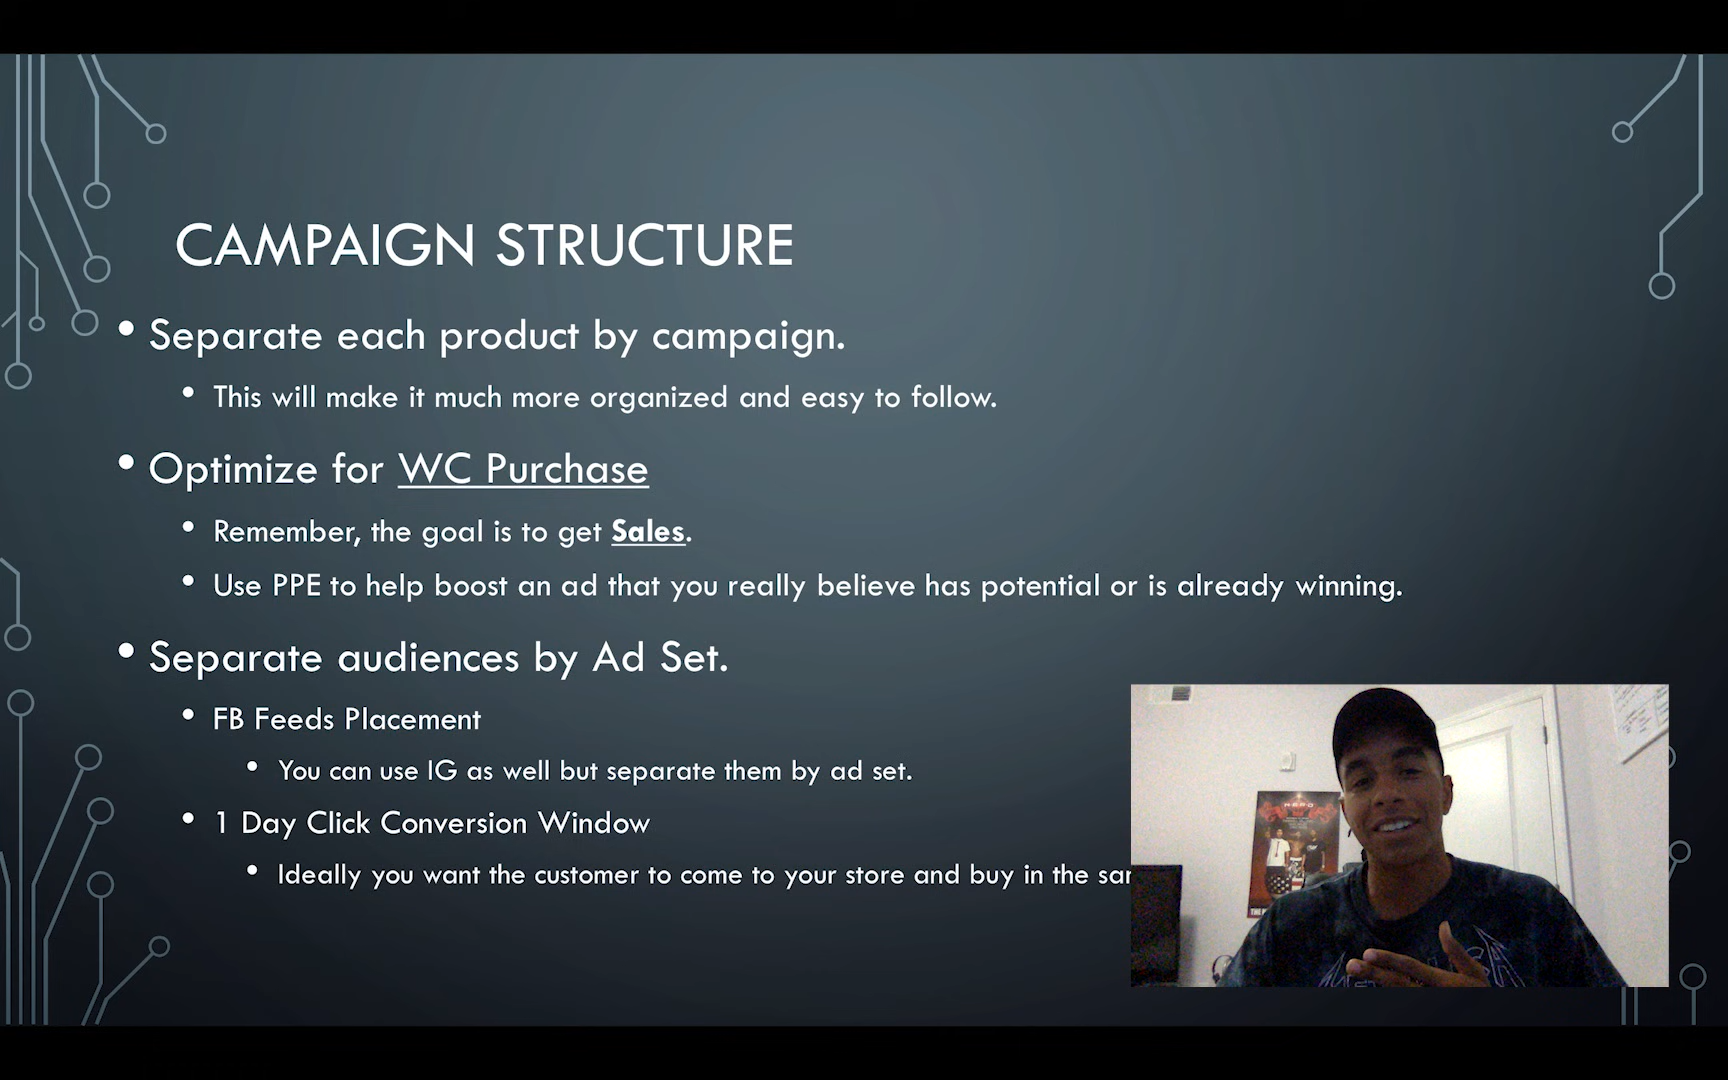 CAMPAIGN STRUCTURE
• Separate each product by campaign.
• This will make it much more organized and easy to follow.
• Optimize for WC Purchase
• Remember, the goal is to get Sales.
• Use PPE to help boost an ad that you really believe has potential or is already winning.
• Separate audiences by Ad Set.
• FB Feeds Placement
• You can use IG as well but separate them by ad set.
• 1 Day Click Conversion Window
• Ideally you want the customer to come to your store and buy in the